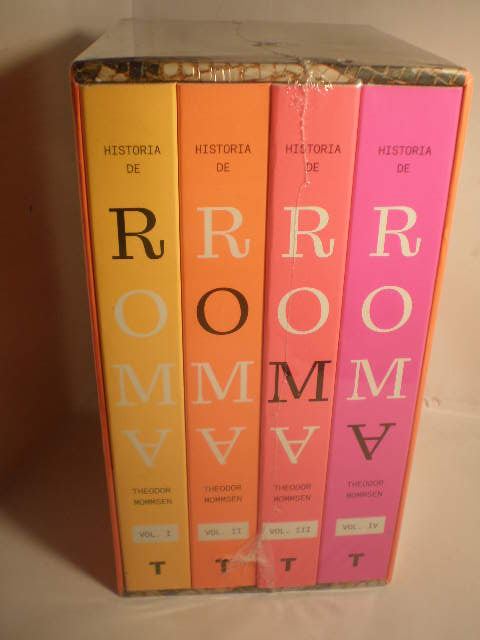 HISTORIA
DE
R
O
M
A
THEODOR
MOMMSEN
VOL. I
T
HISTORIA
DE
R
O
M
A
THEODOR
MOMMSEN
VOL. II
T
HISTORIA
DE
R
O
M
A
THEODOR
MOMMSEN
VOL. III
T
HISTORIA
DE
R
O
M
A
THEODOR
MOMMSEN
VOL. IV
T